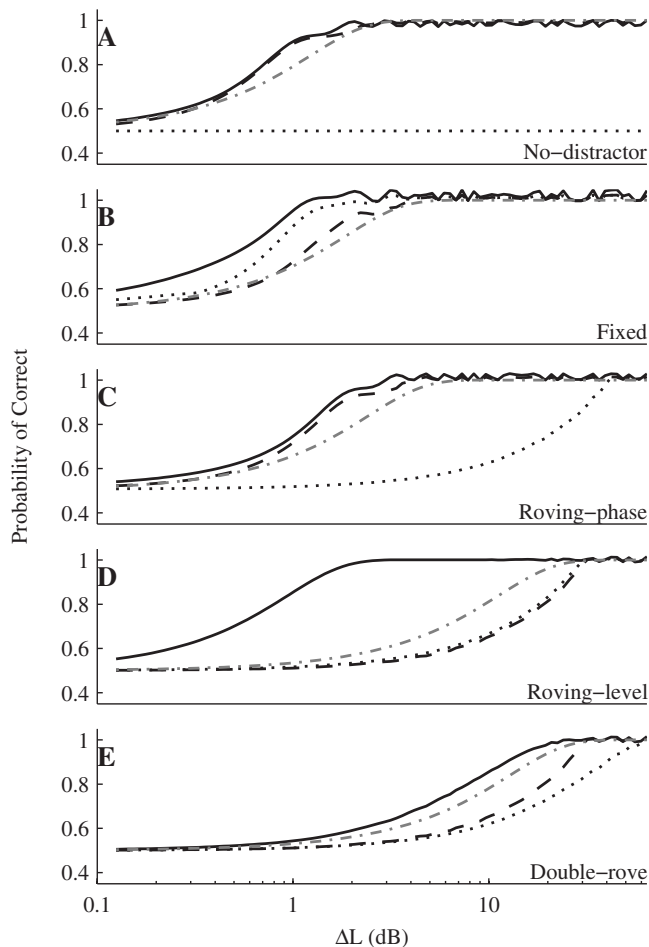 A
1
0.8
0.6
0.4
No−distractor
B
1
0.8
0.6
0.4
Fixed
C
1
0.8
0.6
0.4
Roving−phase
D
1
0.8
0.6
0.4
Roving−level
E
1
0.8
0.6
0.4
Double−rove
0.1 1 10
ΔL (dB)
Probability of Correct